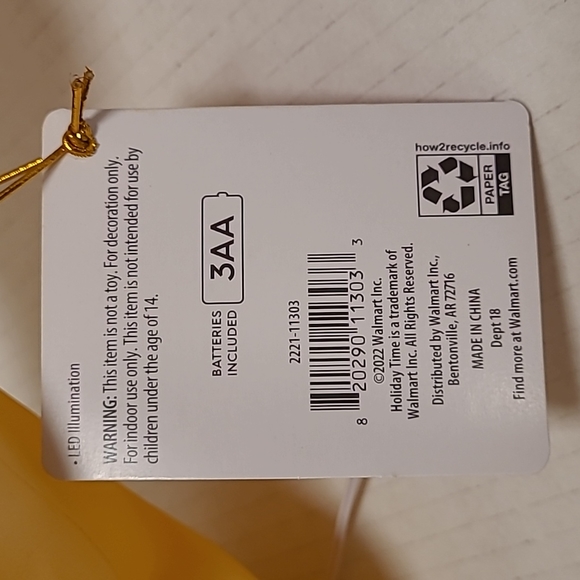 • LED Illumination
WARNING: This item is not a toy. For decoration only.
For indoor use only. This item is not intended for use by
children under the age of 14.
BATTERIES
INCLUDED
3AA
2221-11303
8 20290 11303 3
©2022 Walmart Inc.
Holiday Time is a trademark of
Walmart Inc. All Rights Reserved.
Distributed by Walmart Inc.,
Bentonville, AR 72716
MADE IN CHINA
Dept 18
Find more at Walmart.com
how2recycle.info
PAPER
TAG